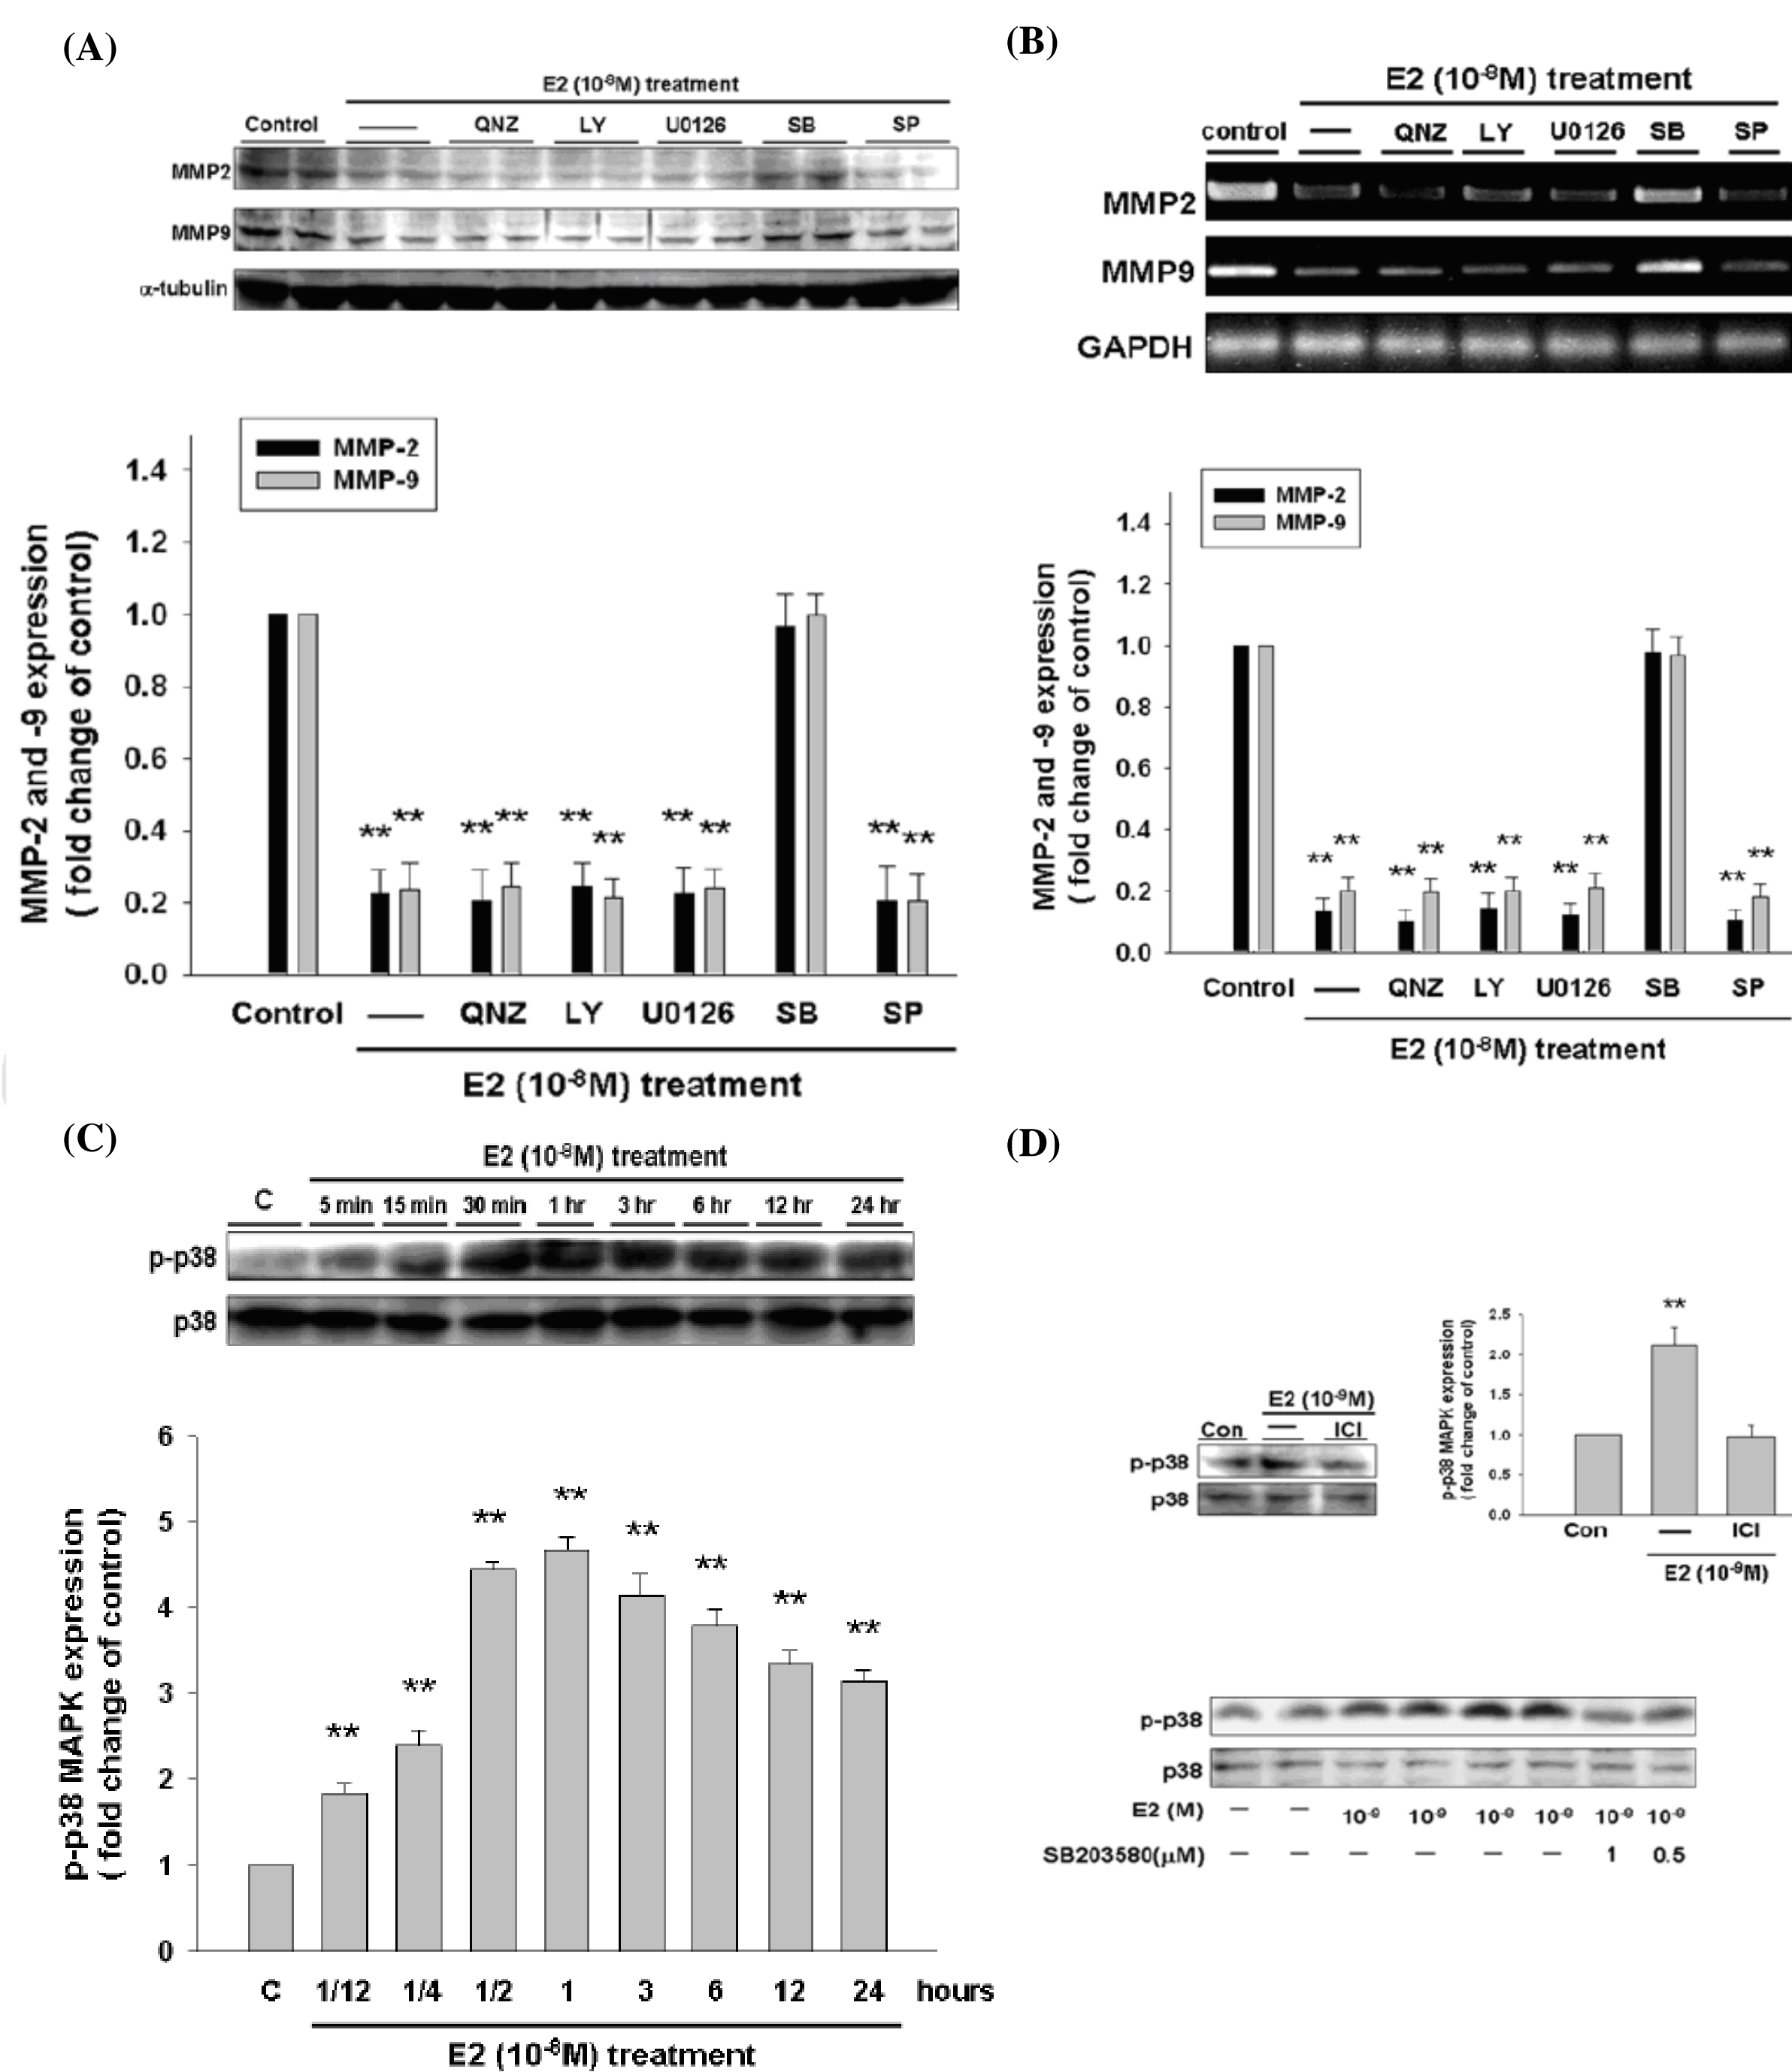 (A)
E2 (10⁻⁸M) treatment
Control — QNZ LY U0126 SB SP
MMP2
MMP9
α-tubulin
MMP-2
MMP-9
MMP-2 and -9 expression
( fold change of control)
1.4
1.2
1.0
0.8
0.6
0.4
0.2
0.0
** ** ** ** ** ** ** ** ** **
Control — QNZ LY U0126 SB SP
E2 (10⁻⁸M) treatment
(B)
E2 (10⁻⁸M) treatment
control — QNZ LY U0126 SB SP
MMP2
MMP9
GAPDH
MMP-2
MMP-9
MMP-2 and -9 expression
( fold change of control)
1.4
1.2
1.0
0.8
0.6
0.4
0.2
0.0
** ** ** ** ** ** ** ** ** **
Control — QNZ LY U0126 SB SP
E2 (10⁻⁸M) treatment
(C)
E2 (10⁻⁸M) treatment
C 5 min 15 min 30 min 1 hr 3 hr 6 hr 12 hr 24 hr
p-p38
p38
p-p38 MAPK expression
( fold change of control)
6
5
4
3
2
1
0
** ** ** ** ** ** ** **
C 1/12 1/4 1/2 1 3 6 12 24 hours
E2 (10⁻⁸M) treatment
(D)
E2 (10⁻⁹M)
Con — ICI
p-p38
p38
p-p38 MAPK expression
( fold change of control)
2.5
2.0
1.5
1.0
0.5
0.0
**
Con — ICI
E2 (10⁻⁹M)
p-p38
p38
E2 (M) — — 10⁻⁹ 10⁻⁹ 10⁻⁹ 10⁻⁹ 10⁻⁹ 10⁻⁹
SB203580(µM) — — — — — — 1 0.5